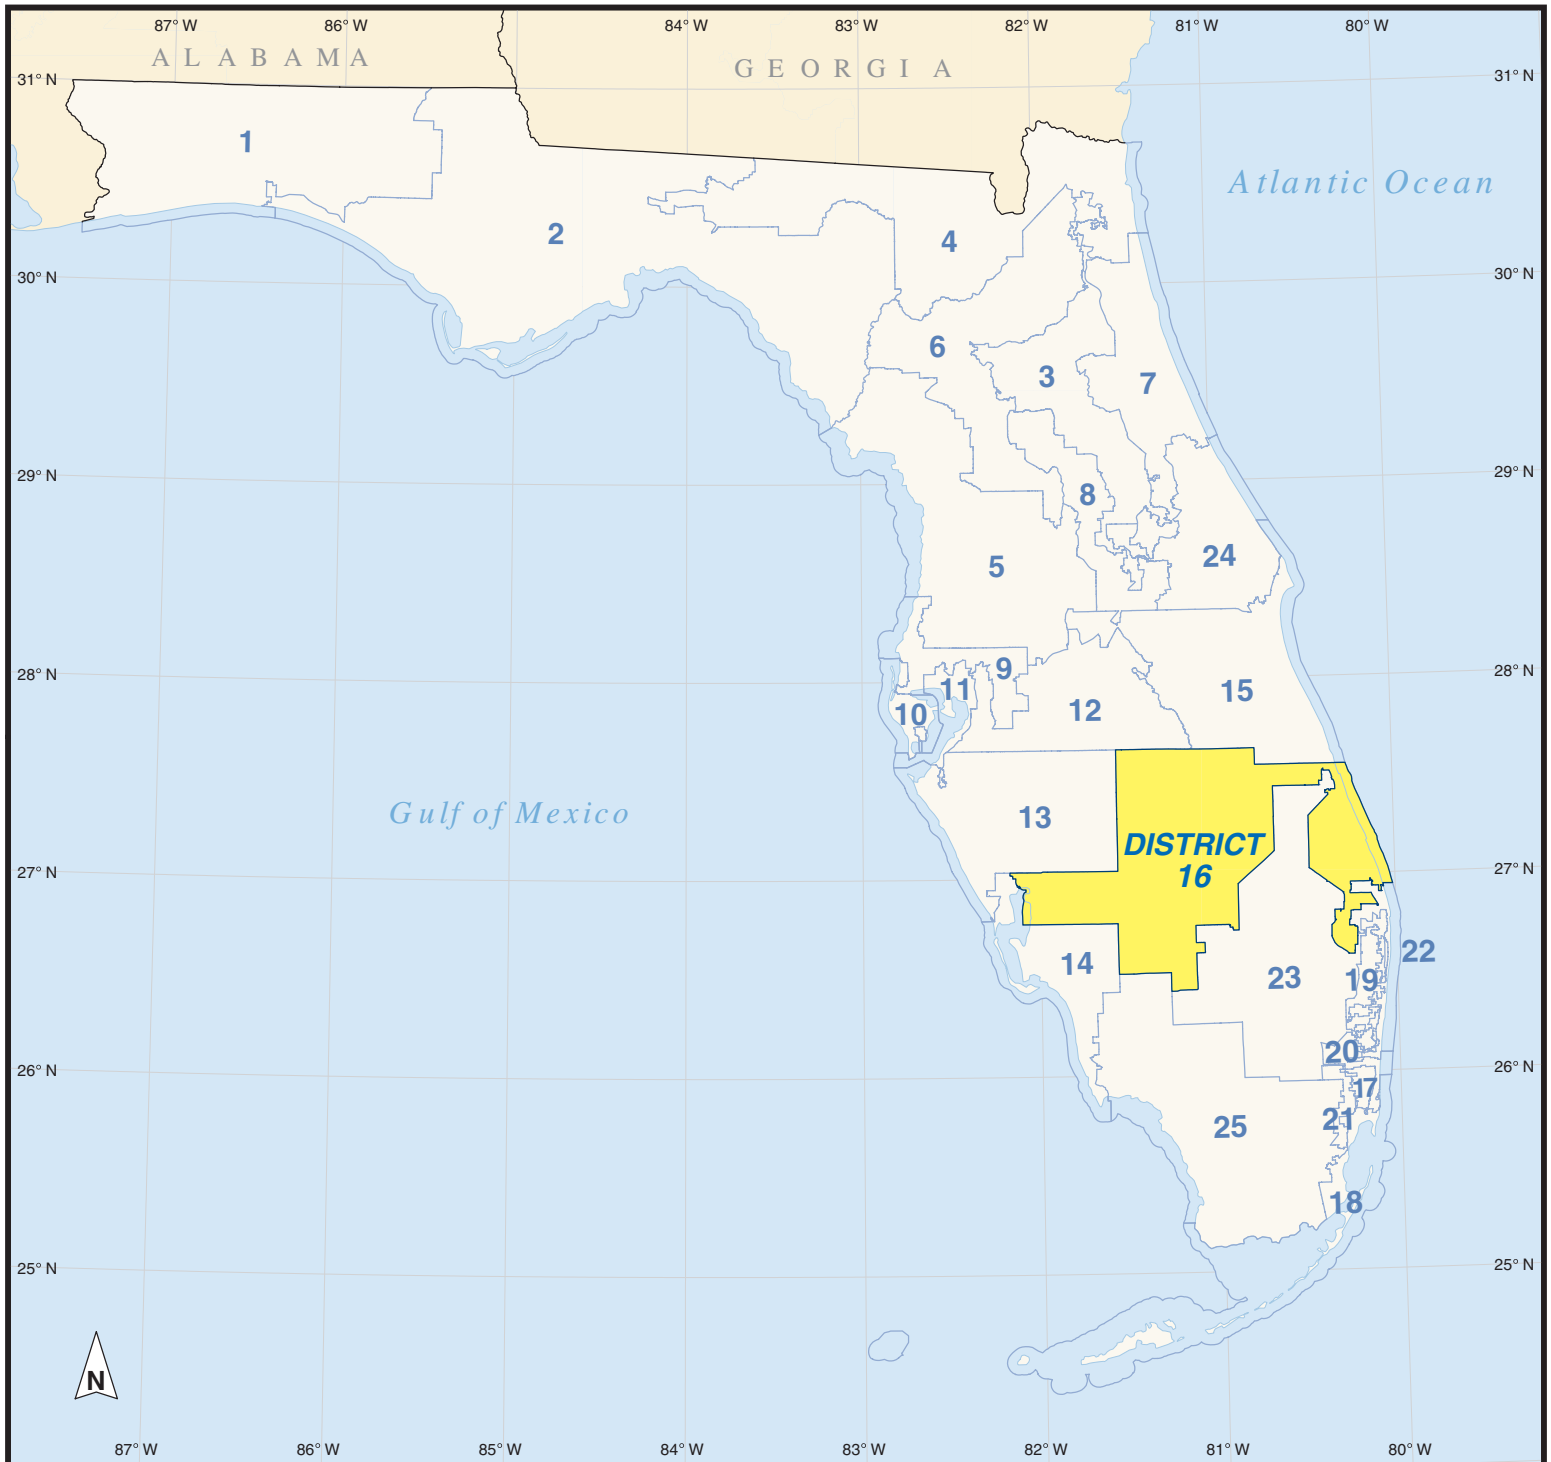 87° W 86° W 84° W 83° W 82° W 81° W 80° W
ALABAMA
GEORGIA
31° N 31° N
1
Atlantic Ocean
2
4
30° N 30° N
6
3
7
29° N 29° N
8
24
5
9
28° N 28° N
11
15
10
12
Gulf of Mexico
13
DISTRICT
16
27° N 27° N
22
14
23
19
20
26° N 26° N
17
21
25
18
25° N 25° N
N
87° W 86° W 85° W 84° W 83° W 82° W 81° W 80° W